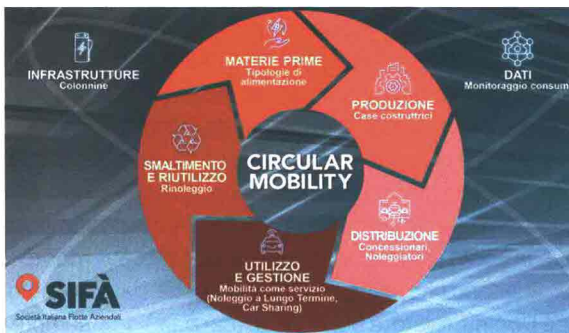 INFRASTRUTTURE
Colonnine
MATERIE PRIME
Tipologie di
alimentazione
DATI
Monitoraggio consumi
PRODUZIONE
Case costruttrici
SMALTIMENTO
E RIUTILIZZO
Rinoleggio
CIRCULAR
MOBILITY
DISTRIBUZIONE
Concessionari,
Noleggiatori
UTILIZZO
E GESTIONE
Mobilità come servizio
(Noleggio a Lungo Termine,
Car Sharing)
SIFÀ
Società Italiana Flotte Aziendali